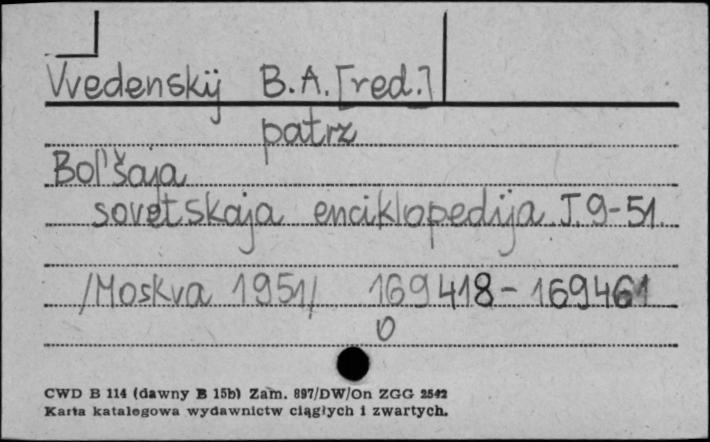 Vvedenskij B.A. [red.]
patrz
Bol'šaja
sovetskaja enciklopedija T. 9-51
/Moskva 1951/ 169418-169461
0
CWD B 114 (dawny B 15b) Zam. 897/DW/On ZGG 2542
Karta katalogowa wydawnictw ciągłych i zwartych.